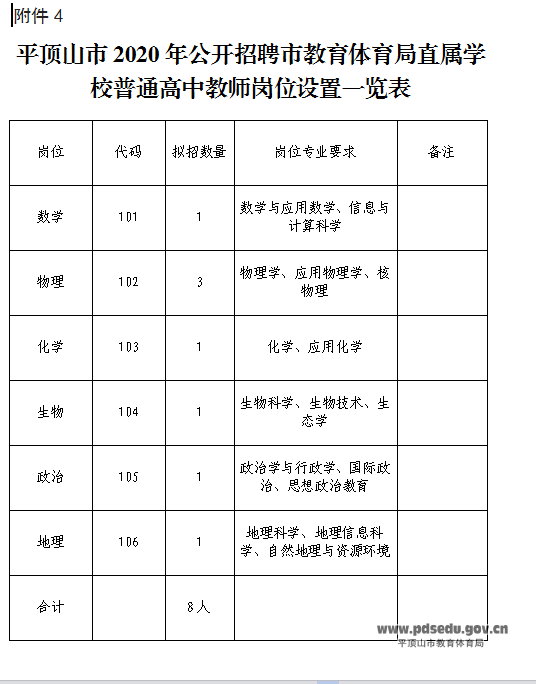 附件 4
平顶山市 2020 年公开招聘市教育体育局直属学
校普通高中教师岗位设置一览表
岗位 代码 拟招数量 岗位专业要求 备注
数学 101 1 数学与应用数学、信息与
计算科学
物理 102 3 物理学、应用物理学、核
物理
化学 103 1 化学、应用化学
生物 104 1 生物科学、生物技术、生
态学
政治 105 1 政治学与行政学、国际政
治、思想政治教育
地理 106 1 地理科学、地理信息科
学、自然地理与资源环境
合计 8人
www.pdsedu.gov.cn
平顶山市教育体育局